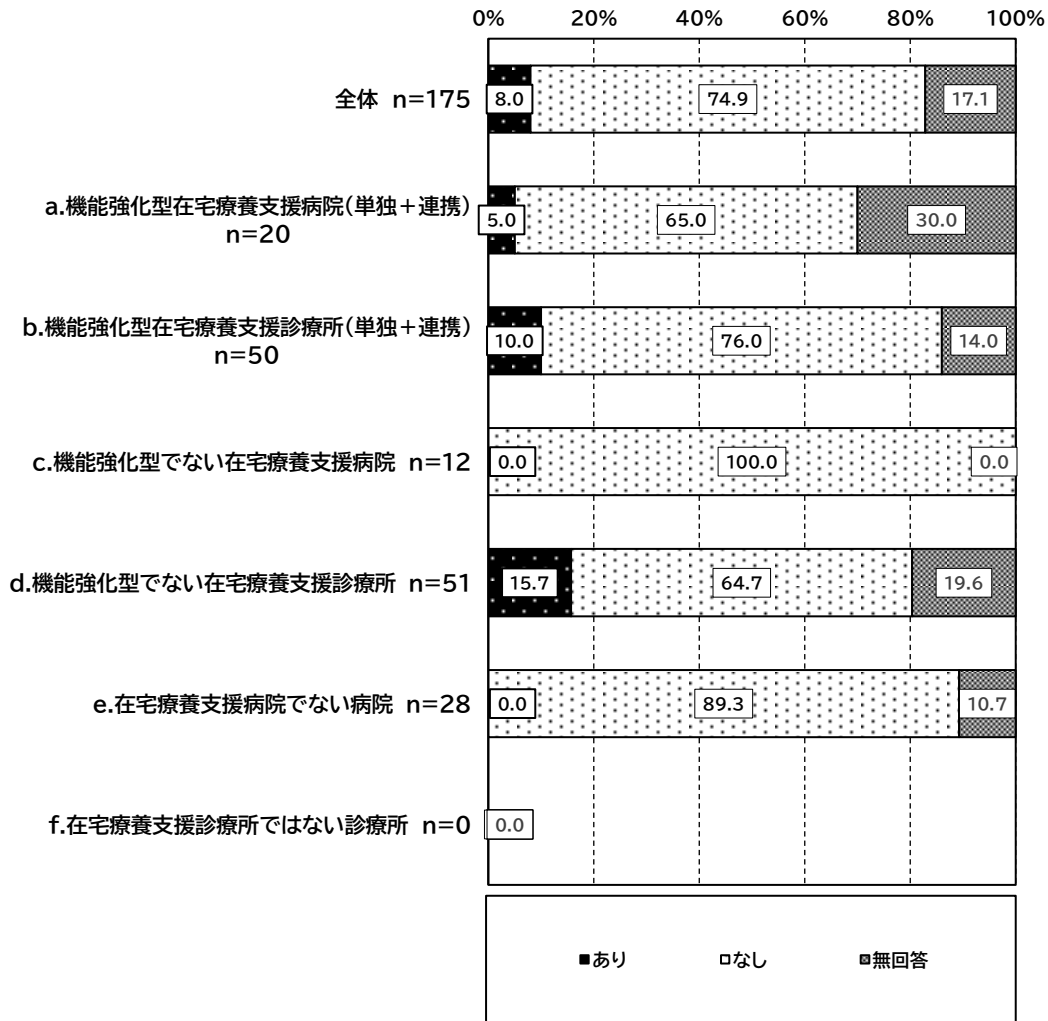 0% 20% 40% 60% 80% 100%
全体 n=175 8.0 74.9 17.1
a.機能強化型在宅療養支援病院(単独+連携)
n=20
5.0 65.0 30.0
b.機能強化型在宅療養支援診療所(単独+連携)
n=50
10.0 76.0 14.0
c.機能強化型でない在宅療養支援病院 n=12 0.0 100.0 0.0
d.機能強化型でない在宅療養支援診療所 n=51 15.7 64.7 19.6
e.在宅療養支援病院でない病院 n=28 0.0 89.3 10.7
f.在宅療養支援診療所ではない診療所 n=0 0.0
あり なし 無回答